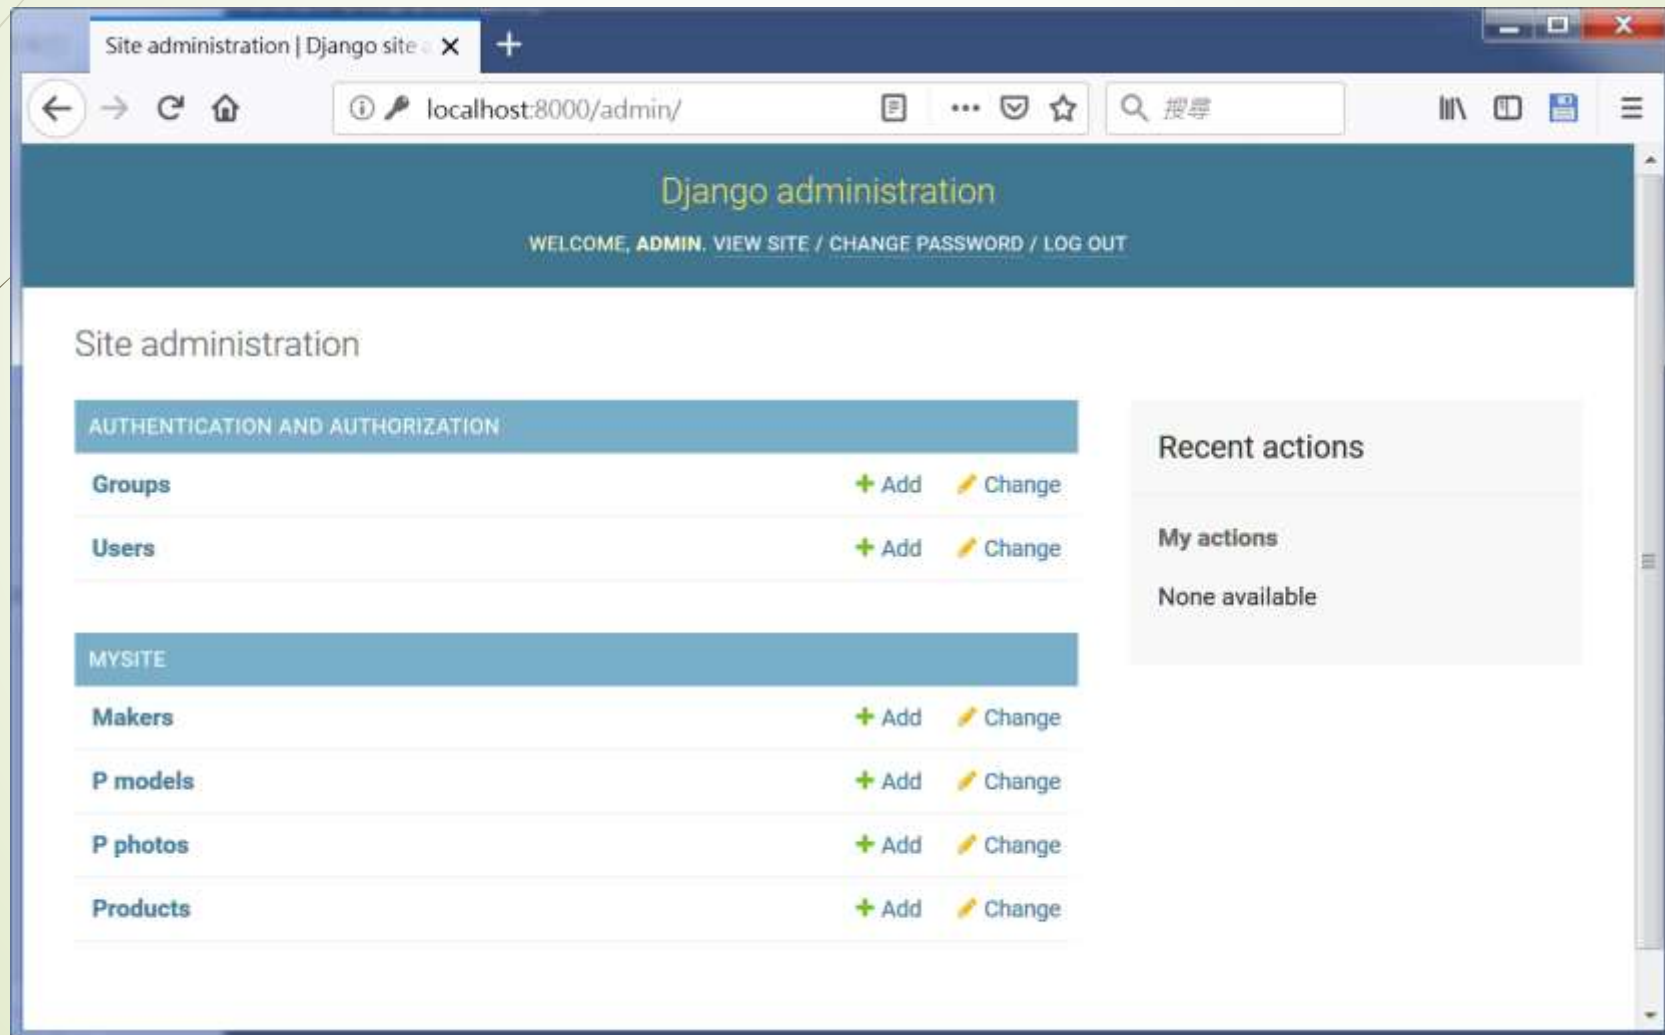 Site administration | Django site
localhost:8000/admin/
搜尋
Django administration
WELCOME, ADMIN. VIEW SITE / CHANGE PASSWORD / LOG OUT
Site administration
AUTHENTICATION AND AUTHORIZATION
Groups + Add Change
Users + Add Change
MYSITE
Makers + Add Change
P models + Add Change
P photos + Add Change
Products + Add Change
Recent actions
My actions
None available